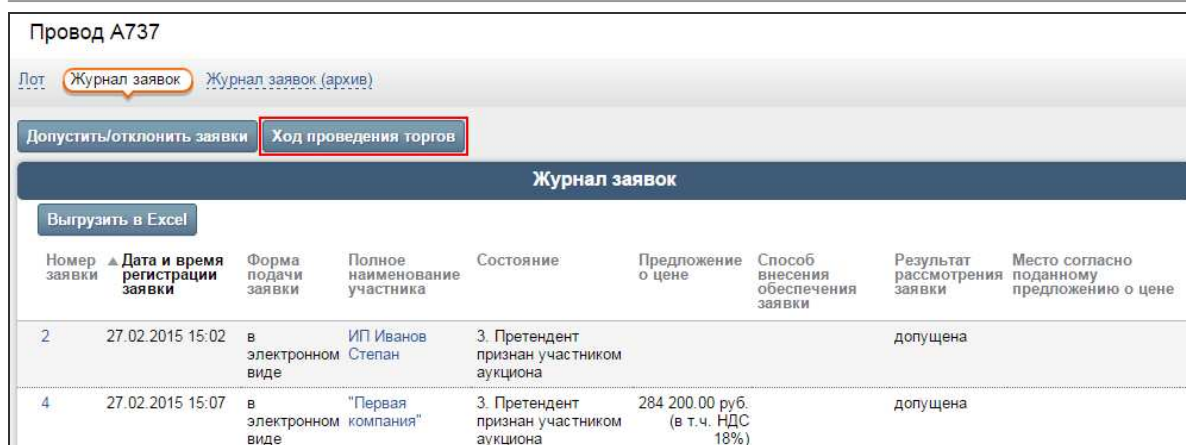 Провод А737
Лот Журнал заявок Журнал заявок (архив)
Допустить/отклонить заявки Ход проведения торгов
Журнал заявок
Выгрузить в Excel
Номер заявки Дата и время регистрации заявки Форма подачи заявки Полное наименование участника Состояние Предложение о цене Способ внесения обеспечения заявки Результат рассмотрения заявки Место согласно поданному предложению о цене
2 27.02.2015 15:02 в электронном виде ИП Иванов Степан 3. Претендент признан участником аукциона допущена
4 27.02.2015 15:07 в электронном виде "Первая компания" 3. Претендент признан участником аукциона 284 200.00 руб. (в т.ч. НДС 18%) допущена